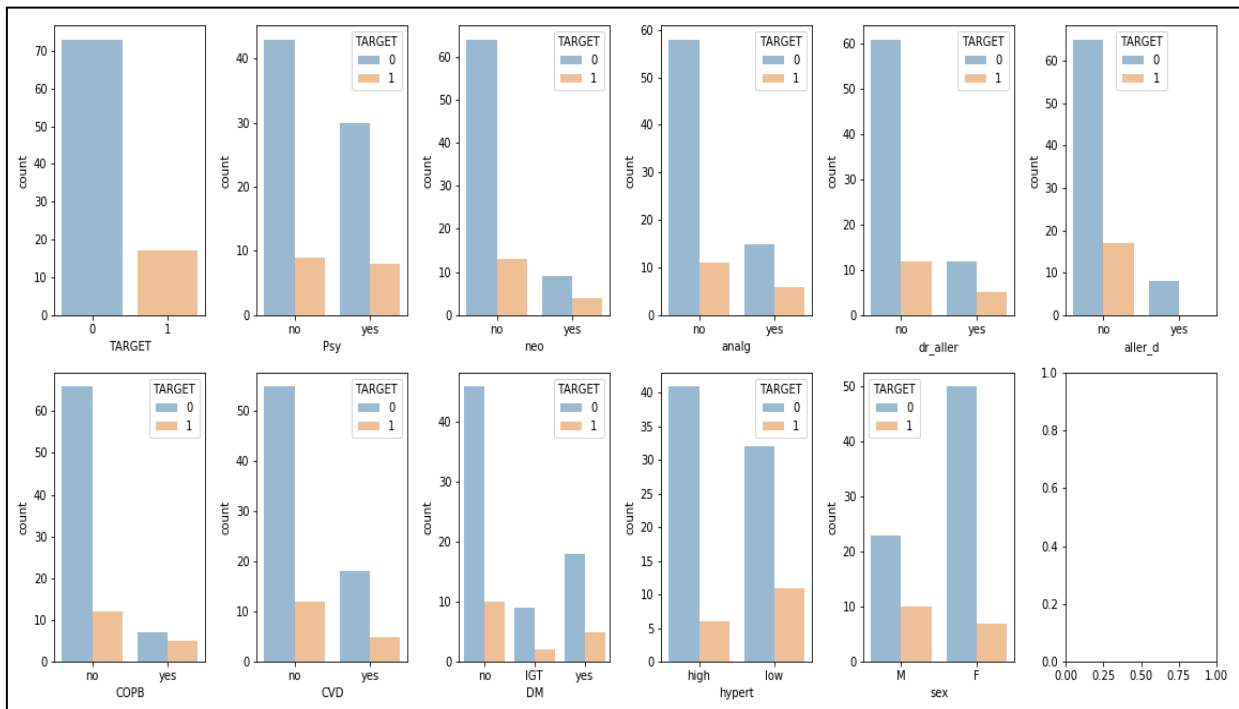 70
60
50
40
30
20
10
0
count
0 1
TARGET
40
30
20
10
0
count
TARGET
0
1
no yes
Psy
60
50
40
30
20
10
0
count
TARGET
0
1
no yes
neo
60
50
40
30
20
10
0
count
TARGET
0
1
no yes
analg
60
50
40
30
20
10
0
count
TARGET
0
1
no yes
dr_aller
60
50
40
30
20
10
0
count
TARGET
0
1
no yes
aller_d
60
50
40
30
20
10
0
count
TARGET
0
1
no yes
COPB
50
40
30
20
10
0
count
TARGET
0
1
no yes
CVD
40
30
20
10
0
count
TARGET
0
1
no IGT yes
DM
40
35
30
25
20
15
10
5
0
count
TARGET
0
1
high low
hypert
50
40
30
20
10
0
count
TARGET
0
1
M F
sex
1.0
0.8
0.6
0.4
0.2
0.0
0.00 0.25 0.50 0.75 1.00